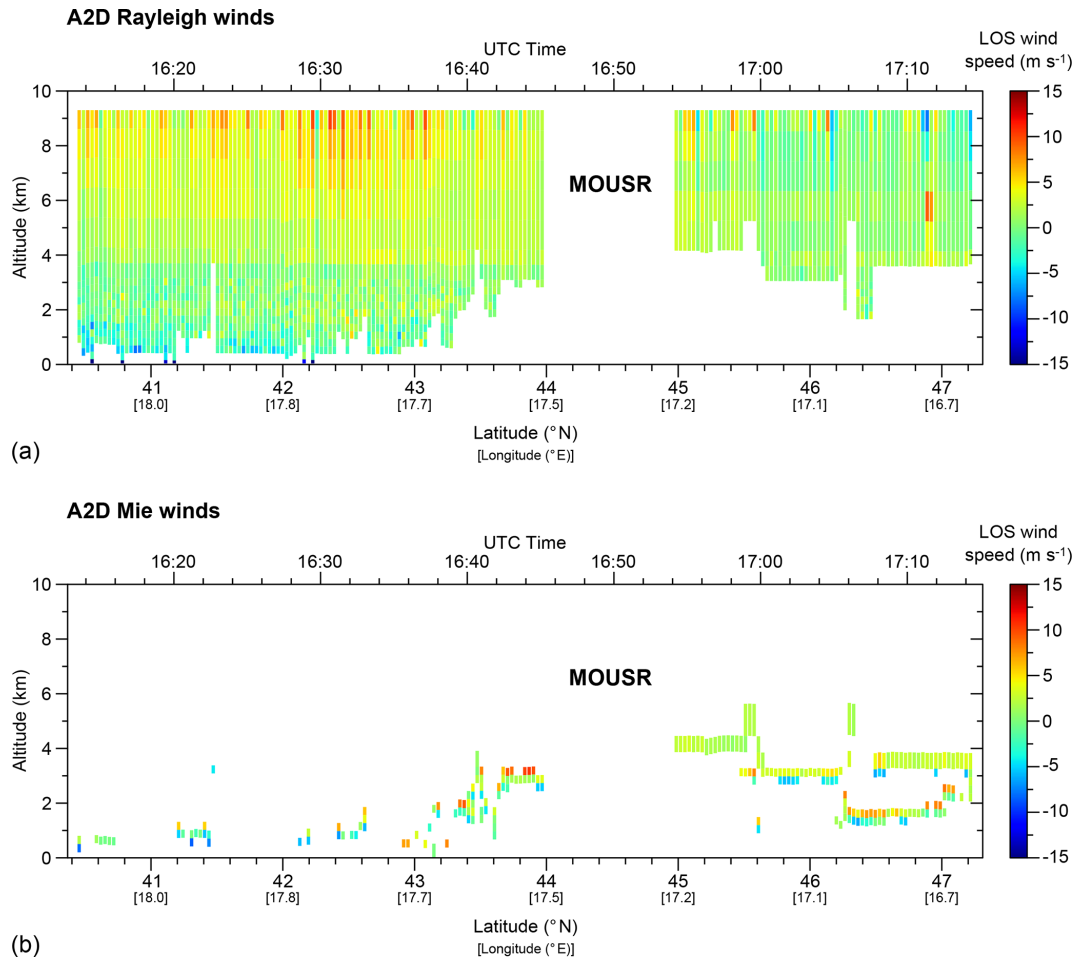 A2D Rayleigh winds
UTC Time
LOS wind
speed (m s-1)
16:20 16:30 16:40 16:50 17:00 17:10
10
8
6
4
2
0
Altitude (km)
MOUSR
15
10
5
0
-5
-10
-15
41 42 43 44 45 46 47
[18.0] [17.8] [17.7] [17.5] [17.2] [17.1] [16.7]
Latitude (°N)
[Longitude (°E)]
(a)
A2D Mie winds
UTC Time
LOS wind
speed (m s-1)
16:20 16:30 16:40 16:50 17:00 17:10
10
8
6
4
2
0
Altitude (km)
MOUSR
15
10
5
0
-5
-10
-15
41 42 43 44 45 46 47
[18.0] [17.8] [17.7] [17.5] [17.2] [17.1] [16.7]
Latitude (°N)
[Longitude (°E)]
(b)